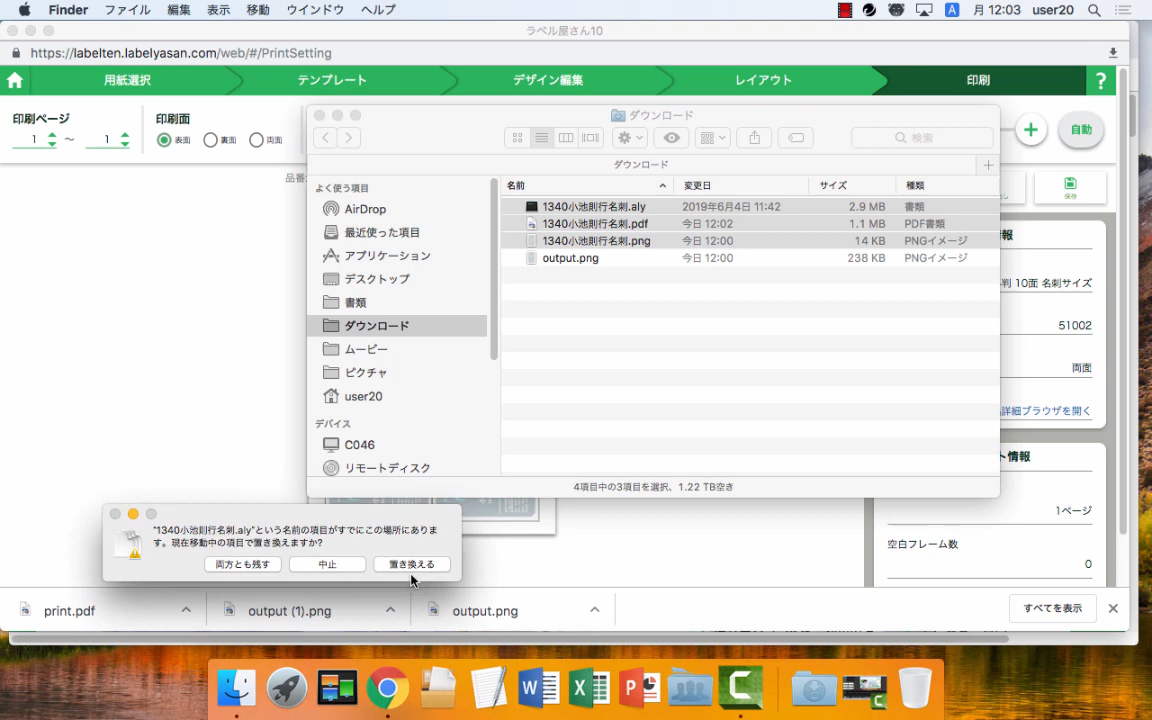 Finder ファイル 編集 表示 移動 ウインドウ ヘルプ A 月 12:03 user20
ラベル屋さん10
https://labelten.labelyasan.com/web/#/PrintSetting
用紙選択 テンプレート デザイン編集 レイアウト 印刷 ?
印刷ページ 印刷面
1 ～ 1 表面 裏面 両面 自動
ダウンロード
検索
ダウンロード
品番
保存
よく使う項目
AirDrop
最近使った項目
アプリケーション
デスクトップ
書類
ダウンロード
ムービー
ピクチャ
user20
デバイス
C046
リモートディスク
名前 変更日 サイズ 種類
1340小池則行名刺.aly 2019年6月4日 11:42 2.9 MB 書類
1340小池則行名刺.pdf 今日 12:02 1.1 MB PDF書類
1340小池則行名刺.png 今日 12:00 14 KB PNGイメージ
output.png 今日 12:00 238 KB PNGイメージ
4項目中の3項目を選択、1.22 TB空き
報
判 10面 名刺サイズ
51002
両面
詳細ブラウザを開く
ト情報
1ページ
空白フレーム数
0
"1340小池則行名刺.aly"という名前の項目がすでにこの場所にありま
す。現在移動中の項目で置き換えますか?
両方とも残す 中止 置き換える
print.pdf output (1).png output.png すべてを表示
W X P C
C